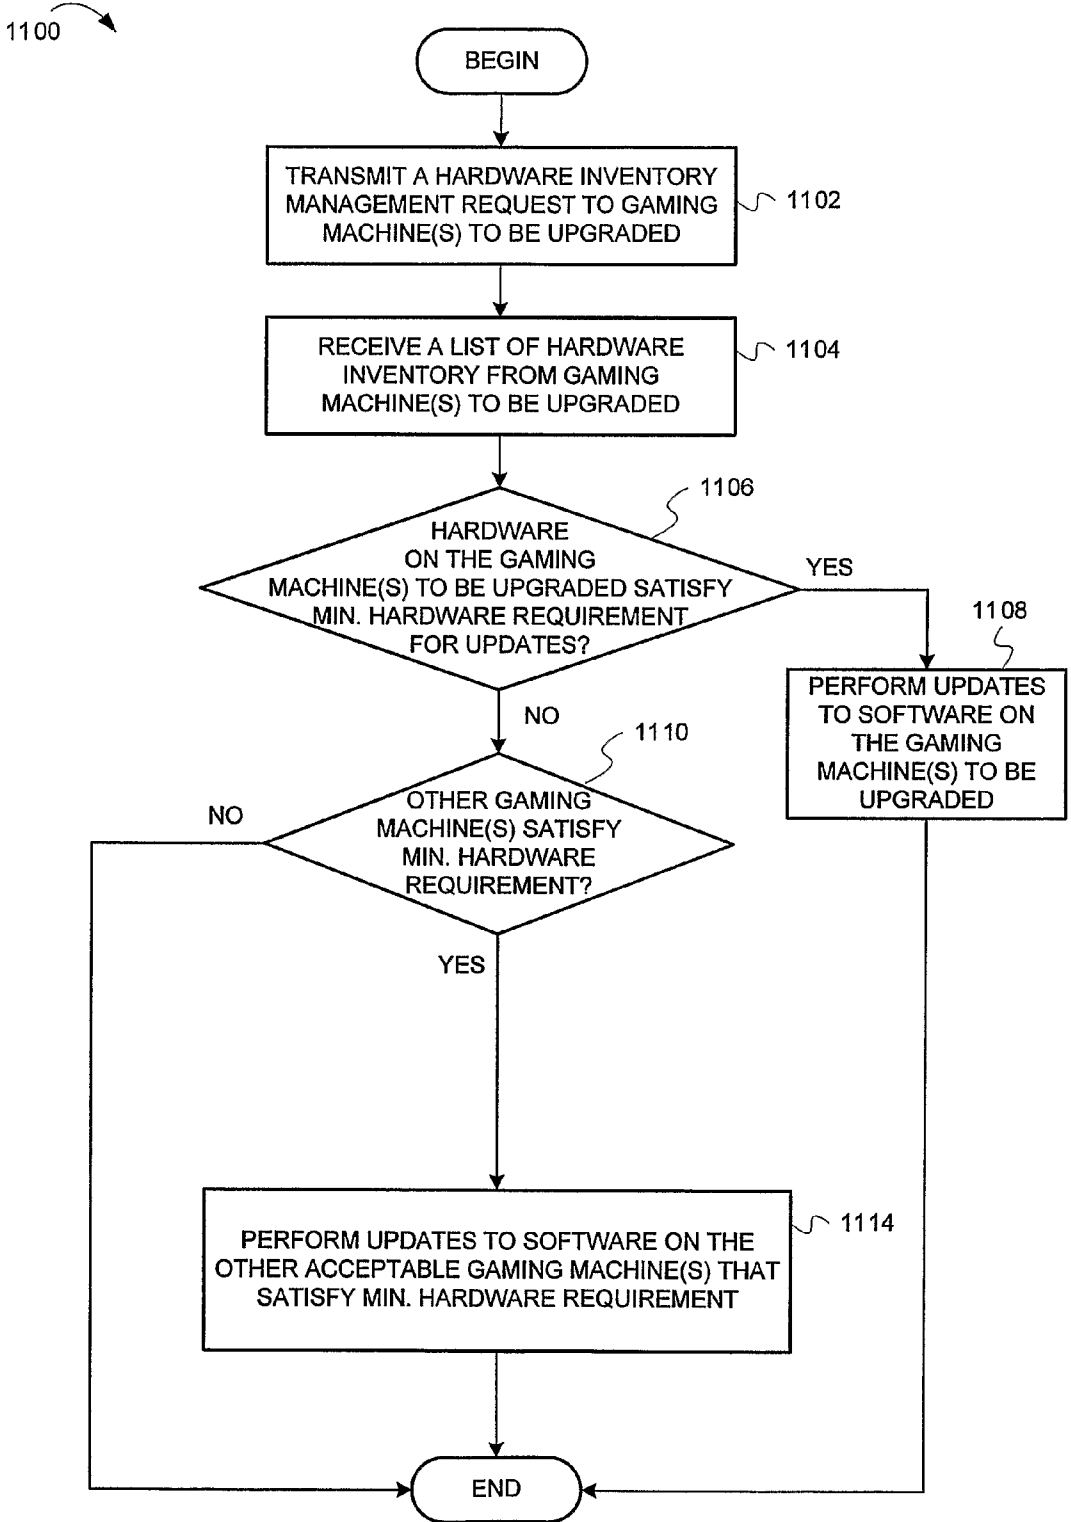 1100
BEGIN
TRANSMIT A HARDWARE INVENTORY
MANAGEMENT REQUEST TO GAMING
MACHINE(S) TO BE UPGRADED
1102
RECEIVE A LIST OF HARDWARE
INVENTORY FROM GAMING
MACHINE(S) TO BE UPGRADED
1104
1106
HARDWARE
ON THE GAMING
MACHINE(S) TO BE UPGRADED SATISFY
MIN. HARDWARE REQUIREMENT
FOR UPDATES?
YES
1108
PERFORM UPDATES
TO SOFTWARE ON
THE GAMING
MACHINE(S) TO BE
UPGRADED
NO
1110
OTHER GAMING
MACHINE(S) SATISFY
MIN. HARDWARE
REQUIREMENT?
NO
YES
PERFORM UPDATES TO SOFTWARE ON THE
OTHER ACCEPTABLE GAMING MACHINE(S) THAT
SATISFY MIN. HARDWARE REQUIREMENT
1114
END